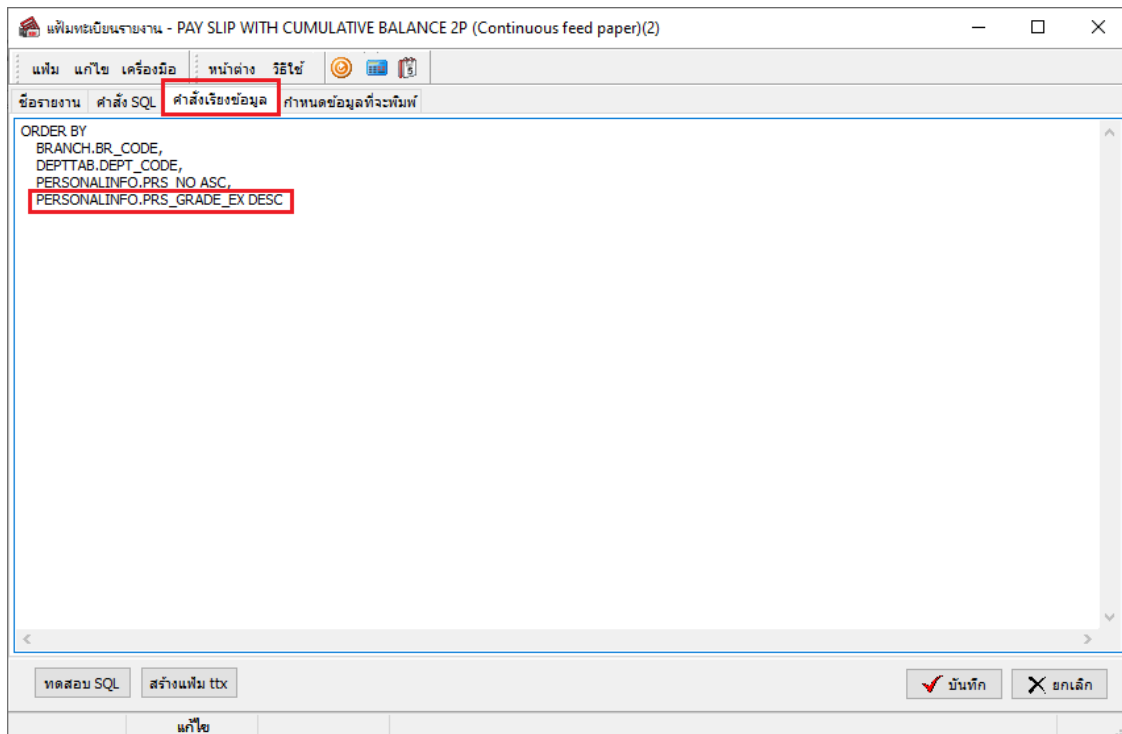 แฟ้มทะเบียนรายงาน - PAY SLIP WITH CUMULATIVE BALANCE 2P (Continuous feed paper)(2)
แฟ้ม แก้ไข เครื่องมือ หน้าต่าง วิธีใช้
ชื่อรายงาน คำสั่ง SQL คำสั่งเรียงข้อมูล กำหนดข้อมูลที่จะพิมพ์
ORDER BY
BRANCH.BR_CODE,
DEPTTAB.DEPT_CODE,
PERSONALINFO.PRS_NO ASC,
PERSONALINFO.PRS_GRADE_EX DESC
ทดสอบ SQL สร้างแฟ้ม ttx บันทึก ยกเลิก
แก้ไข